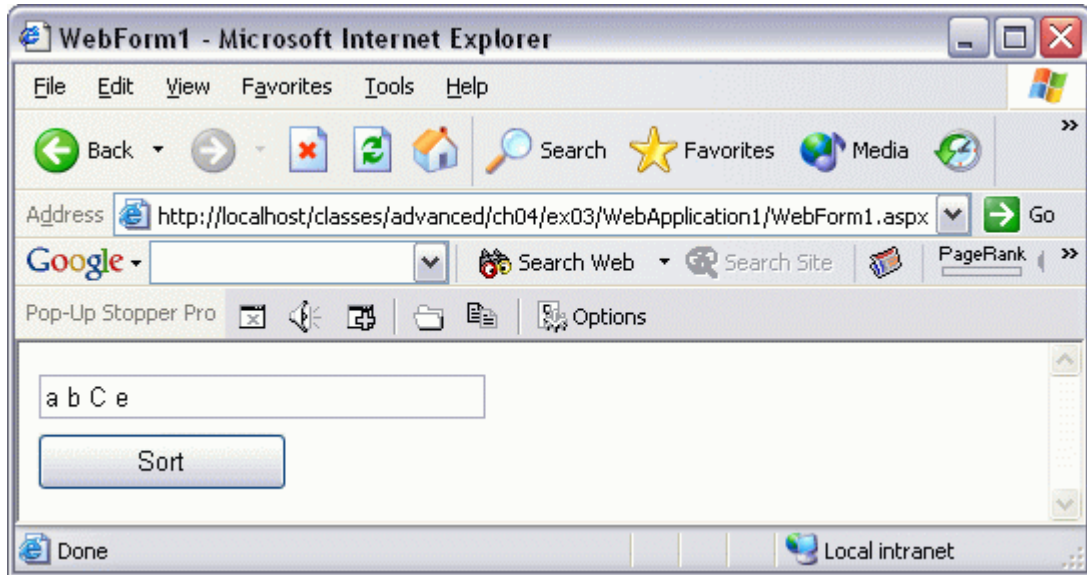 WebForm1 - Microsoft Internet Explorer
File Edit View Favorites Tools Help
Back Search Favorites Media »
Address http://localhost/classes/advanced/ch04/ex03/WebApplication1/WebForm1.aspx Go
Google Search Web Search Site PageRank »
Pop-Up Stopper Pro Options
a b C e
Sort
Done Local intranet